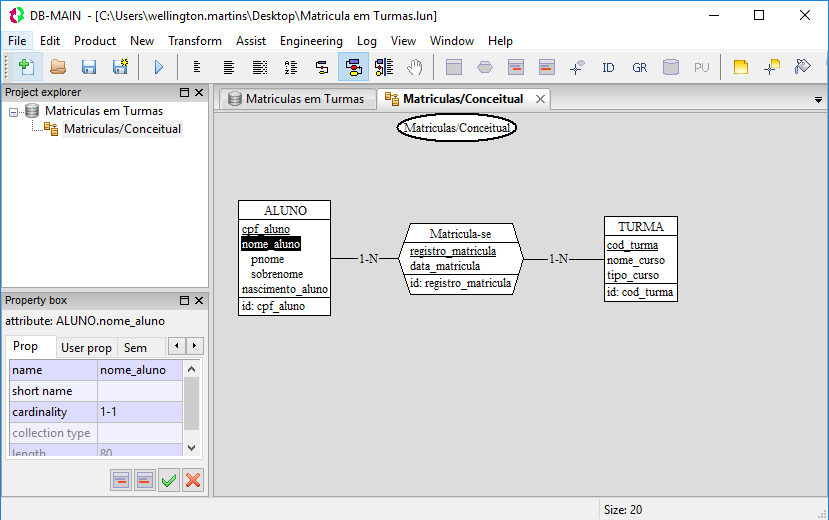 DB-MAIN - [C:\Users\wellington.martins\Desktop\Matricula em Turmas.lun]
File Edit Product New Transform Assist Engineering Log View Window Help
ID GR PU
Project explorer
Matriculas em Turmas
Matriculas/Conceitual
Matriculas em Turmas
Matriculas/Conceitual
Matriculas/Conceitual
ALUNO
cpf_aluno
nome_aluno
pnome
sobrenome
nascimento_aluno
id: cpf_aluno
1-N
Matricula-se
registro_matricula
data_matricula
id: registro_matricula
1-N
TURMA
cod_turma
nome_curso
tipo_curso
id: cod_turma
Property box
attribute: ALUNO.nome_aluno
Prop User prop Sem
name nome_aluno
short name
cardinality 1-1
collection type
length 80
Size: 20